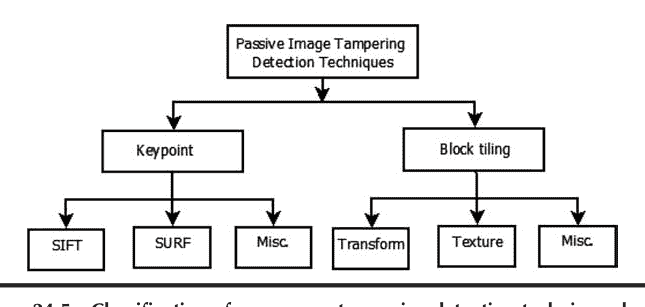 Passive Image Tampering
Detection Techniques
Keypoint
Block tiling
SIFT
SURF
Misc.
Transform
Texture
Misc.